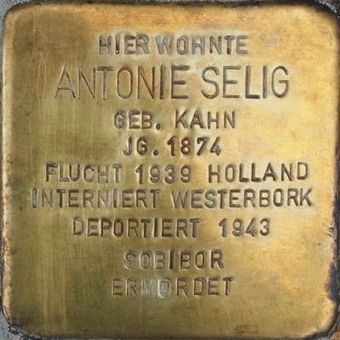 HIER WOHNTE
ANTONIE SELIG
GEB. KAHN
JG. 1874
FLUCHT 1939 HOLLAND
INTERNIERT WESTERBORK
DEPORTIERT 1943
SOBIBOR
ERMORDET